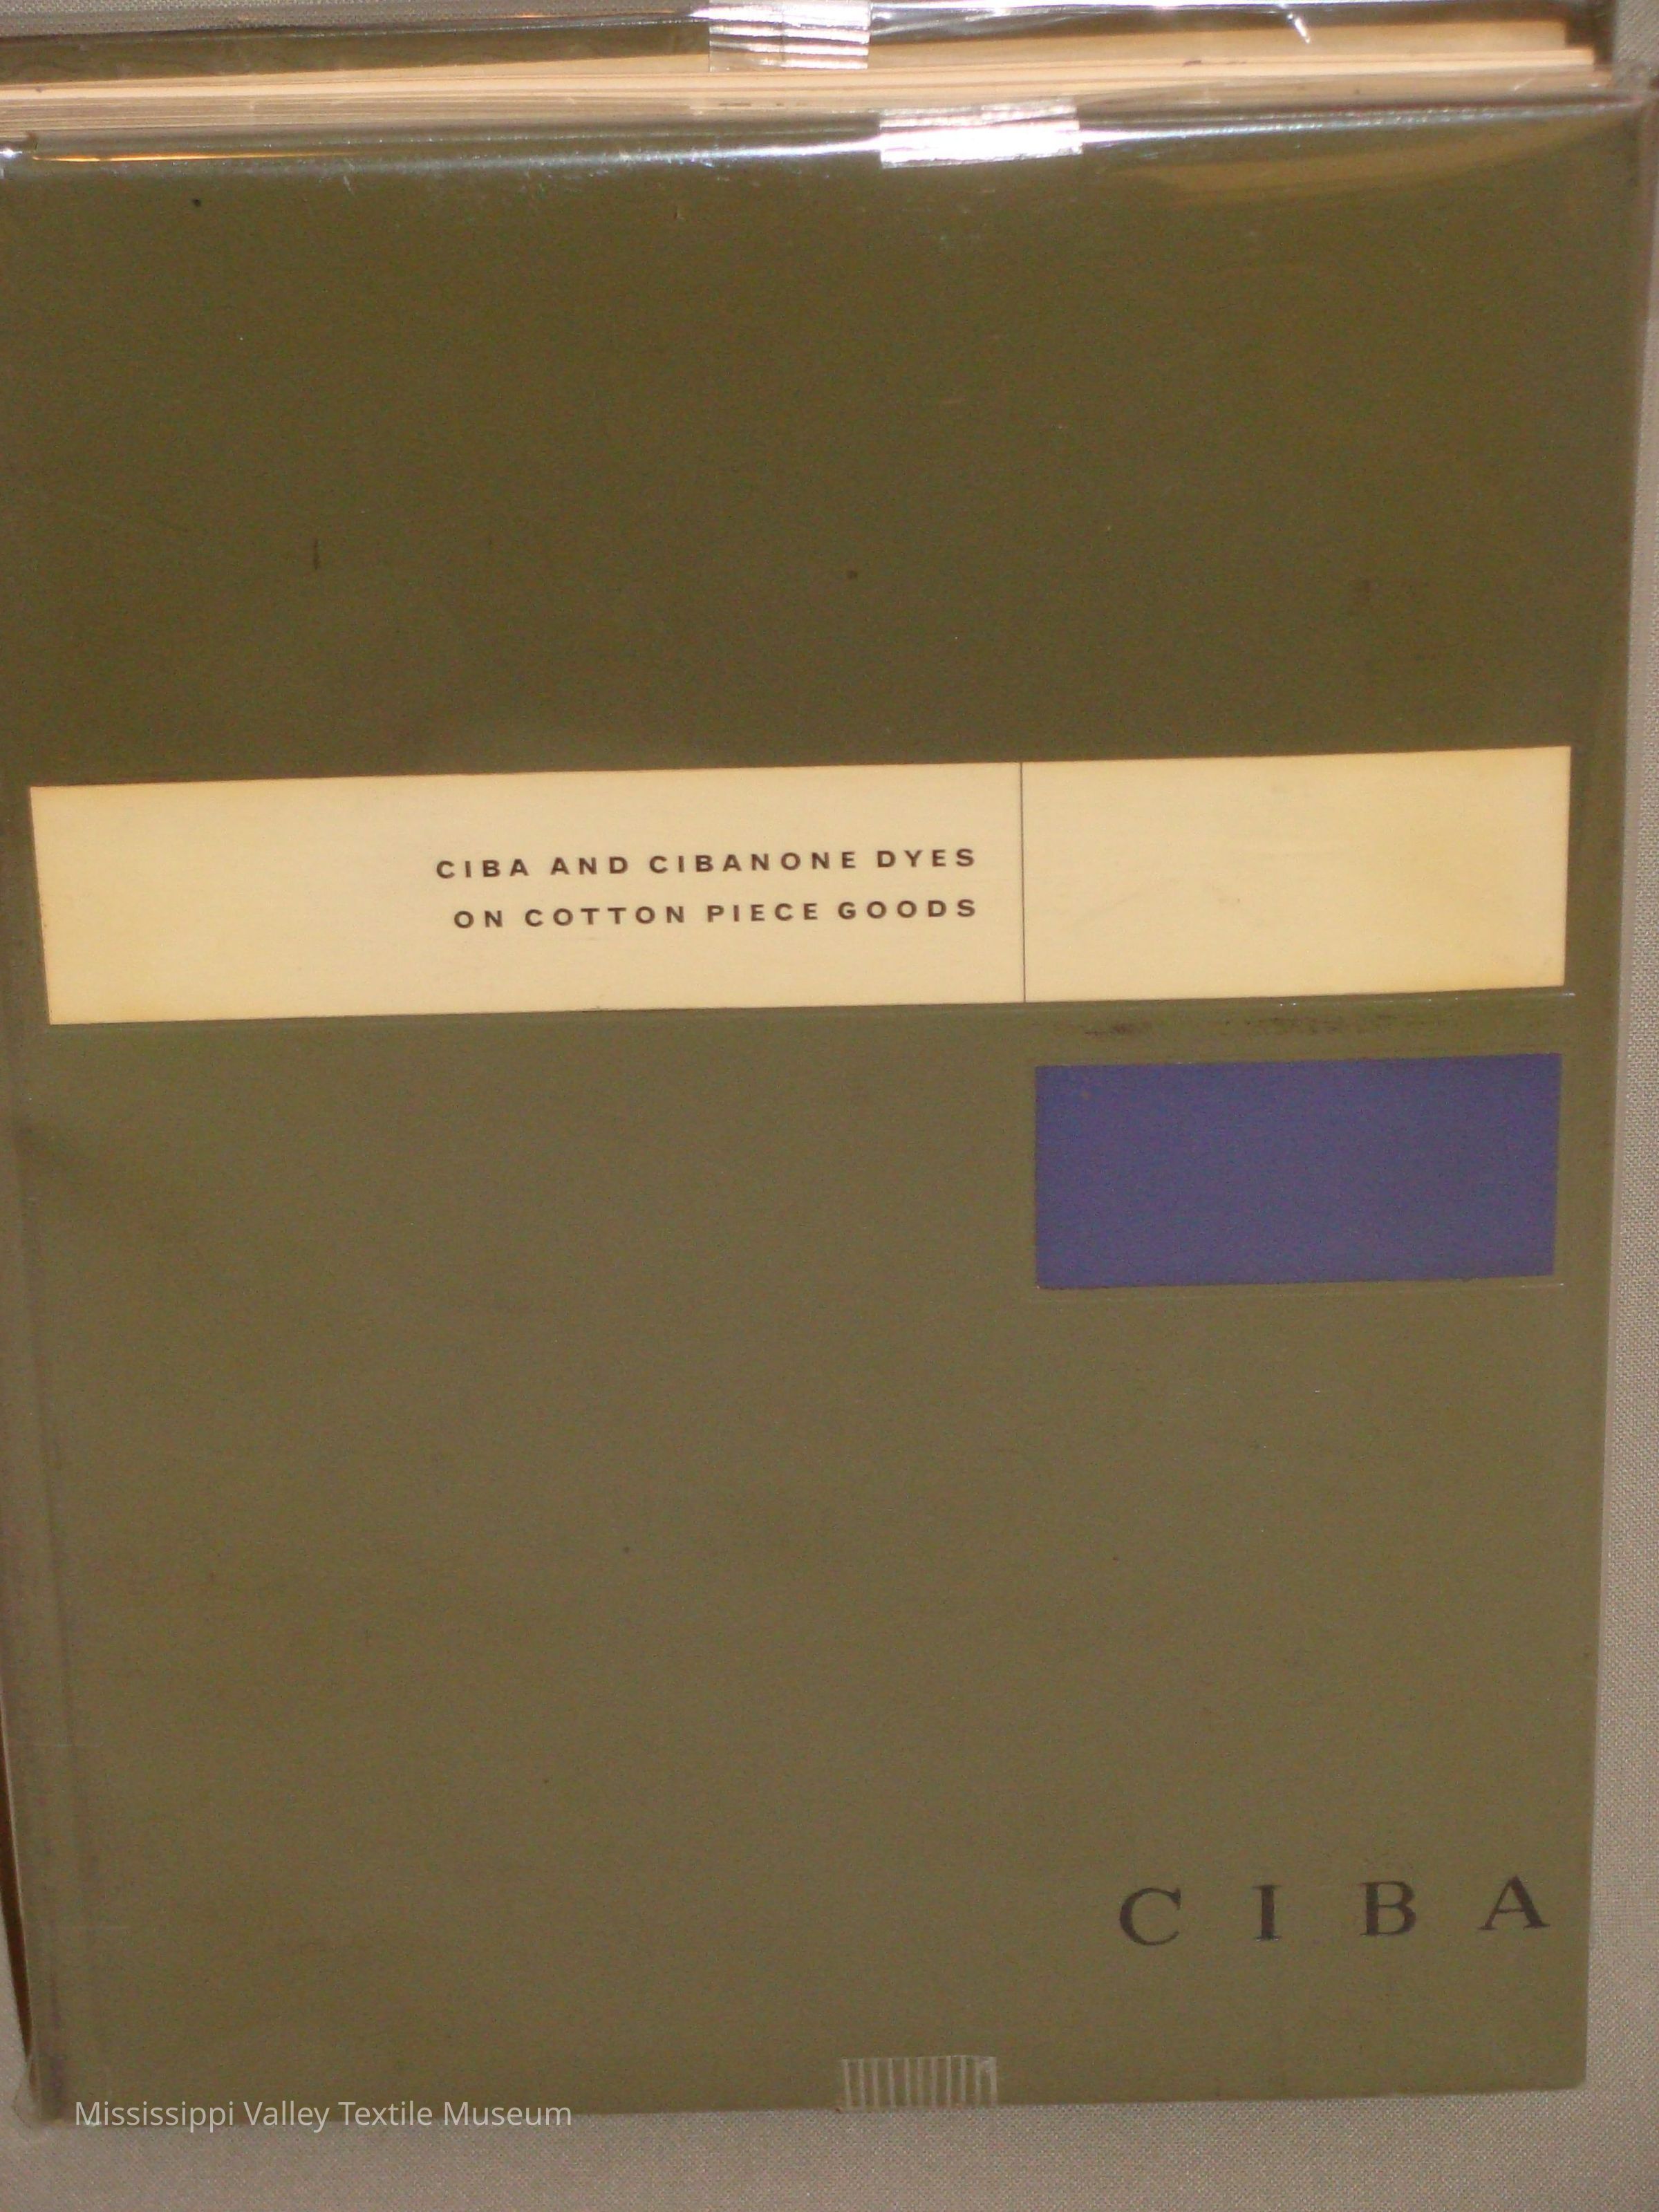 CIBA AND CIBANONE DYES
ON COTTON PIECE GOODS
CIBA
Mississippi Valley Textile Museum